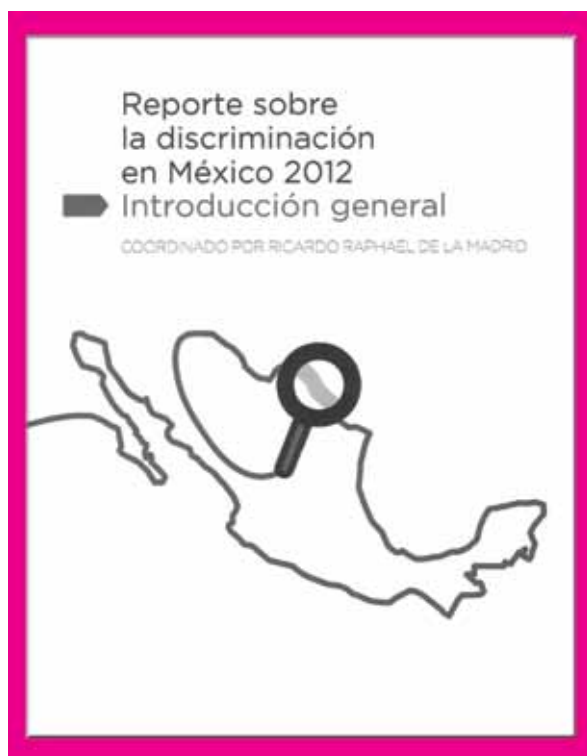 Reporte sobre
la discriminación
en México 2012
Introducción general
COORDINADO POR RICARDO RAPHAEL DE LA MADRID